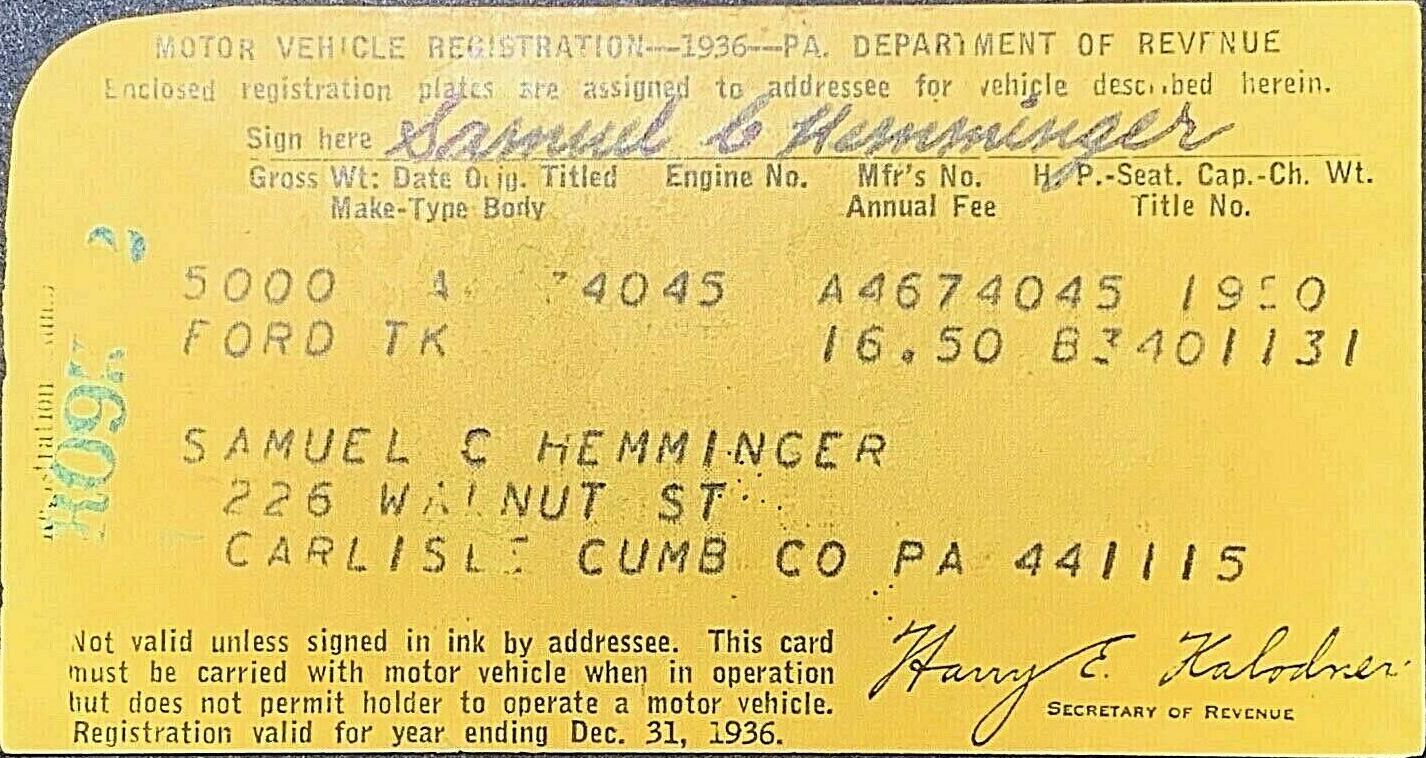 MOTOR VEHICLE REGISTRATION—1936—PA. DEPARTMENT OF REVENUE
Enclosed registration plates are assigned to addressee for vehicle described herein.
Sign here Samuel C Hemminger
Gross Wt: Date Orig. Titled Engine No. Mfr's No. H. P.-Seat. Cap.-Ch. Wt.
Make-Type Body Annual Fee Title No.
5000 A4674045
FORD TK 16.50
SAMUEL C HEMMINGER
226 WALNUT ST
CARLISLE CUMB CO PA 441115
Not valid unless signed in ink by addressee. This card
must be carried with motor vehicle when in operation
but does not permit holder to operate a motor vehicle.
Registration valid for year ending Dec. 31, 1936.
Harry E. Kalodner
SECRETARY OF REVENUE